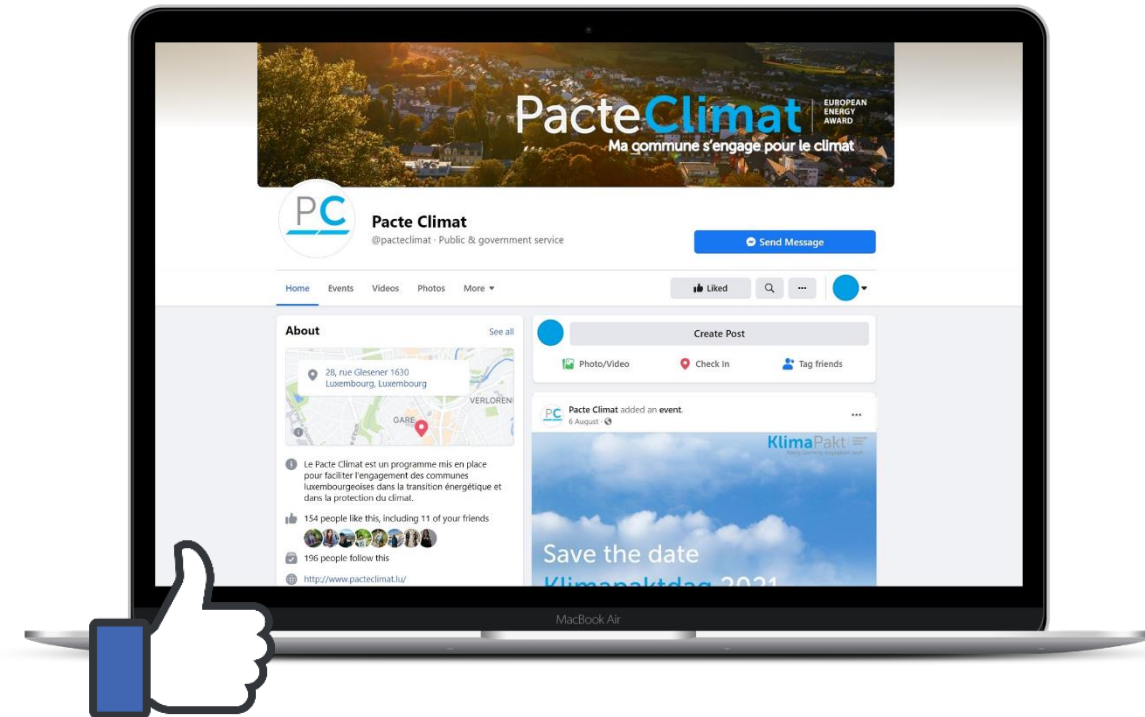 PacteClimat
EUROPEAN
ENERGY
AWARD
Ma commune s'engage pour le climat
PC
Pacte Climat
@pacteclimat · Public & government service
Send Message
Home Events Videos Photos More
Liked
About See all
28, rue Glesener 1630
Luxembourg, Luxembourg
VERLOREN
GARE
Le Pacte Climat est un programme mis en place
pour faciliter l'engagement des communes
luxembourgeoises dans la transition énergétique et
dans la protection du climat.
154 people like this, including 11 of your friends
196 people follow this
http://www.pacteclimat.lu/
Create Post
Photo/Video Check In Tag friends
PC
Pacte Climat added an event.
6 August ·
KlimaPakt
Save the date
Klimapaktdag 2021
MacBook Air